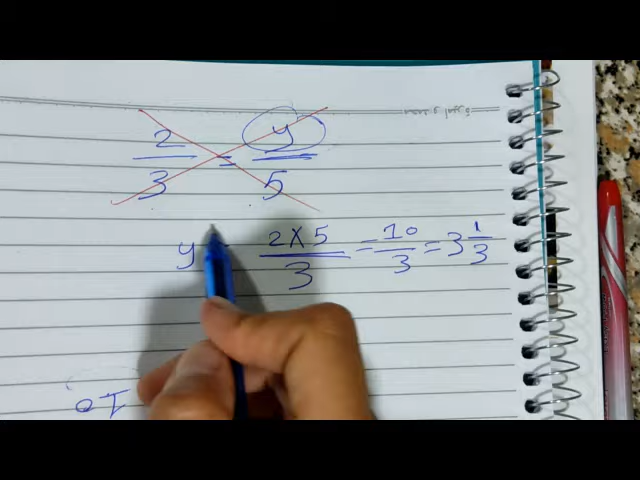 2/3 = y/5
y = 2 X 5/3 = 10/3 = 3 1/3